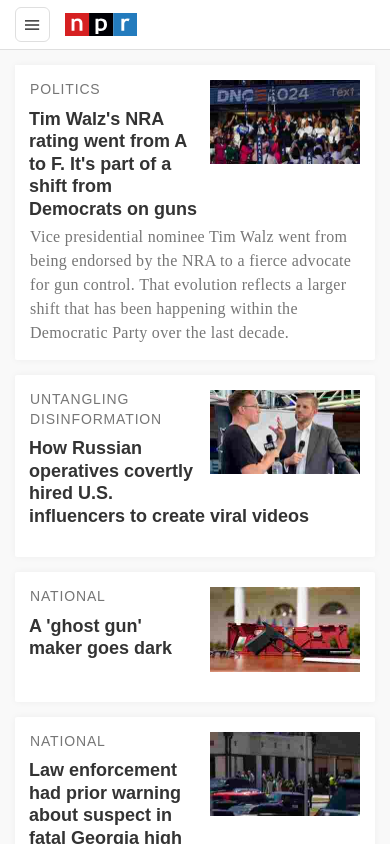 npr
POLITICS
DNC 2024 Text
Tim Walz's NRA
rating went from A
to F. It's part of a
shift from
Democrats on guns
Vice presidential nominee Tim Walz went from
being endorsed by the NRA to a fierce advocate
for gun control. That evolution reflects a larger
shift that has been happening within the
Democratic Party over the last decade.
UNTANGLING
DISINFORMATION
How Russian
operatives covertly
hired U.S.
influencers to create viral videos
NATIONAL
A 'ghost gun'
maker goes dark
NATIONAL
Law enforcement
had prior warning
about suspect in
fatal Georgia high